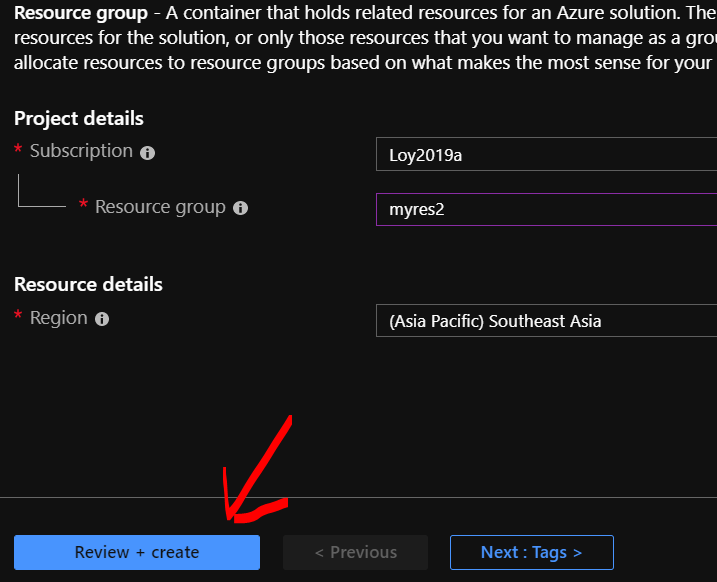 Resource group - A container that holds related resources for an Azure solution. The
resources for the solution, or only those resources that you want to manage as a grou
allocate resources to resource groups based on what makes the most sense for your
Project details
* Subscription
Loy2019a
* Resource group
myres2
Resource details
* Region
(Asia Pacific) Southeast Asia
Review + create
< Previous
Next : Tags >